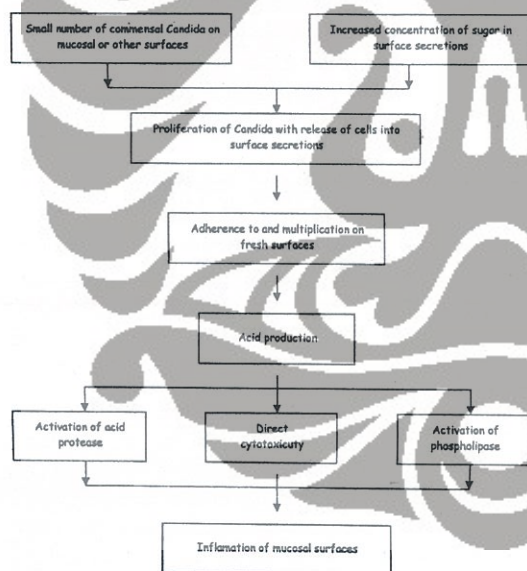 Small number of commensal Candida on
mucosal or other surfaces
Increased concentration of sugar in
surface secretions
Proliferation of Candida with release of cells into
surface secretions
Adherence to and multiplication on
fresh surfaces
Acid production
Activation of acid
protease
Direct
cytotoxicuty
Activation of
phospholipase
Inflamation of mucosal surfaces